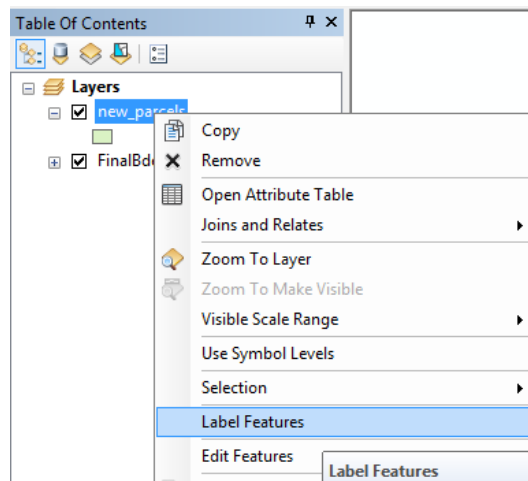 Table Of Contents
Layers
new_parcels
FinalBd
Copy
Remove
Open Attribute Table
Joins and Relates
Zoom To Layer
Zoom To Make Visible
Visible Scale Range
Use Symbol Levels
Selection
Label Features
Edit Features
Label Features